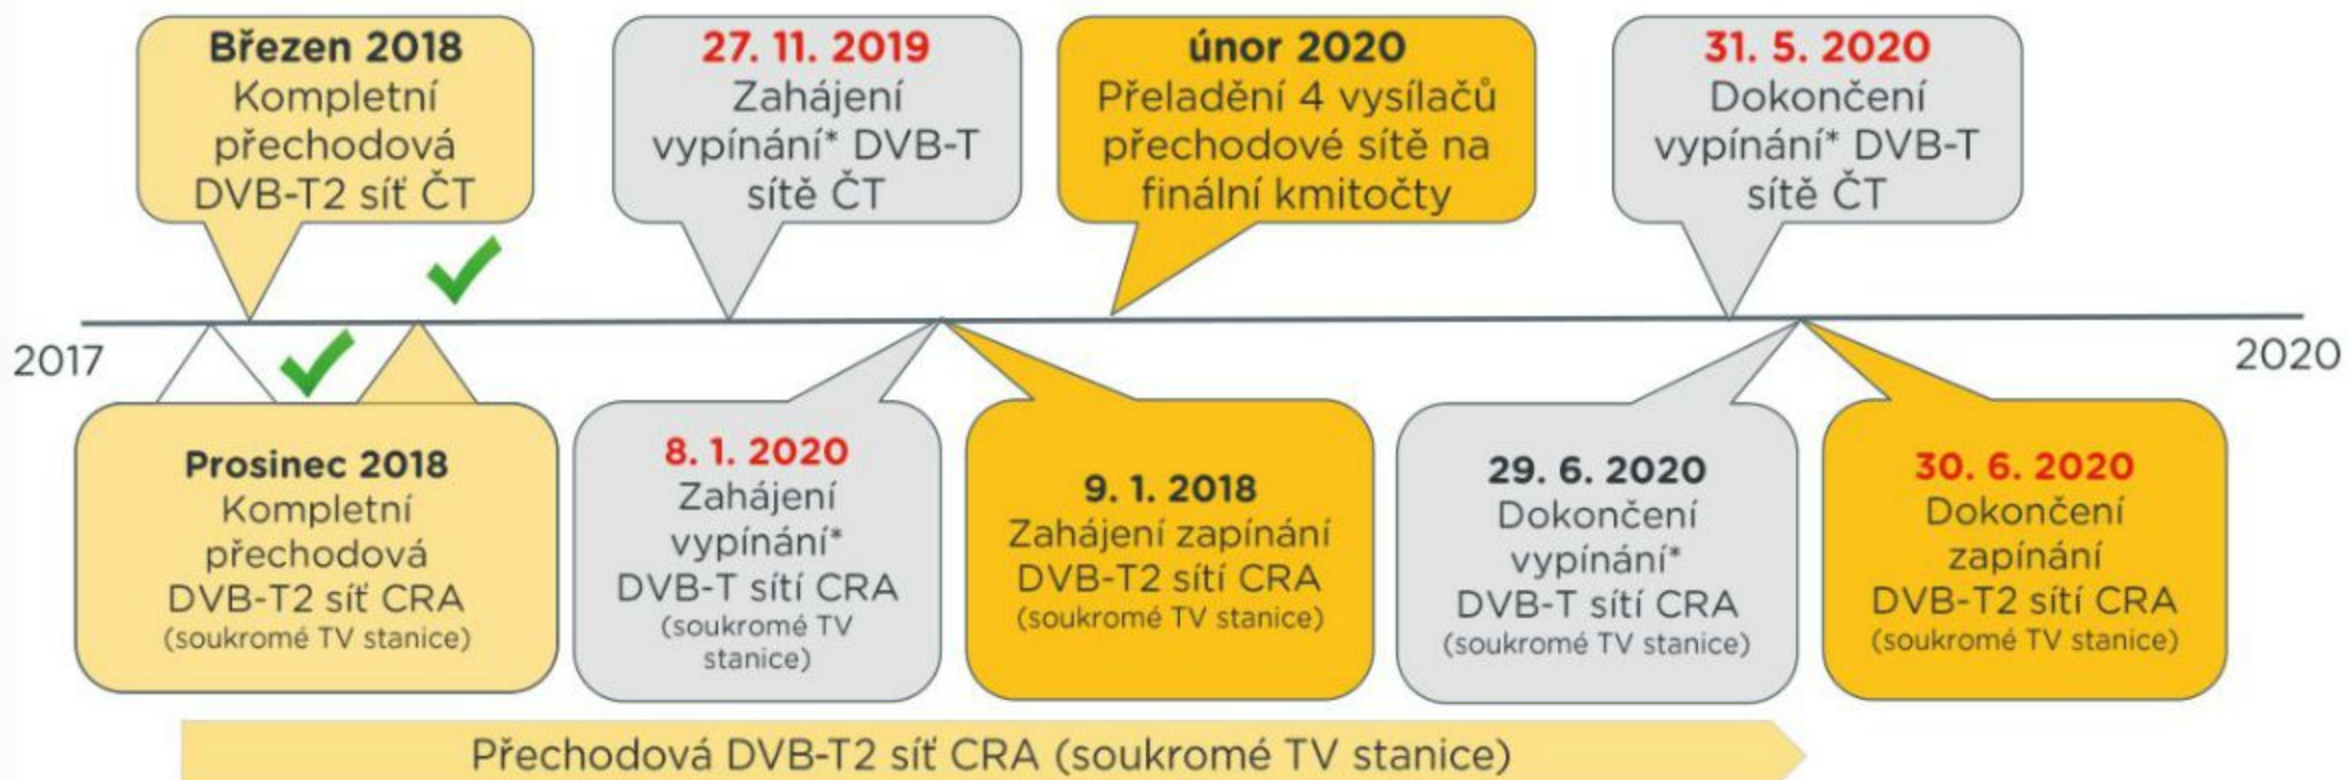 Březen 2018
Kompletní
přechodová
DVB-T2 síť ČT
27. 11. 2019
Zahájení
vypínání* DVB-T
sítě ČT
únor 2020
Přeladění 4 vysílačů
přechodové sítě na
finální kmitočty
31. 5. 2020
Dokončení
vypínání* DVB-T
sítě ČT
2017
2020
Prosinec 2018
Kompletní
přechodová
DVB-T2 síť CRA
(soukromé TV stanice)
8. 1. 2020
Zahájení
vypínání*
DVB-T sítí CRA
(soukromé TV
stanice)
9. 1. 2018
Zahájení zapínání
DVB-T2 sítí CRA
(soukromé TV stanice)
29. 6. 2020
Dokončení
vypínání*
DVB-T sítí CRA
(soukromé TV stanice)
30. 6. 2020
Dokončení
zapínání
DVB-T2 sítí CRA
(soukromé TV stanice)
Přechodová DVB-T2 síť CRA (soukromé TV stanice)